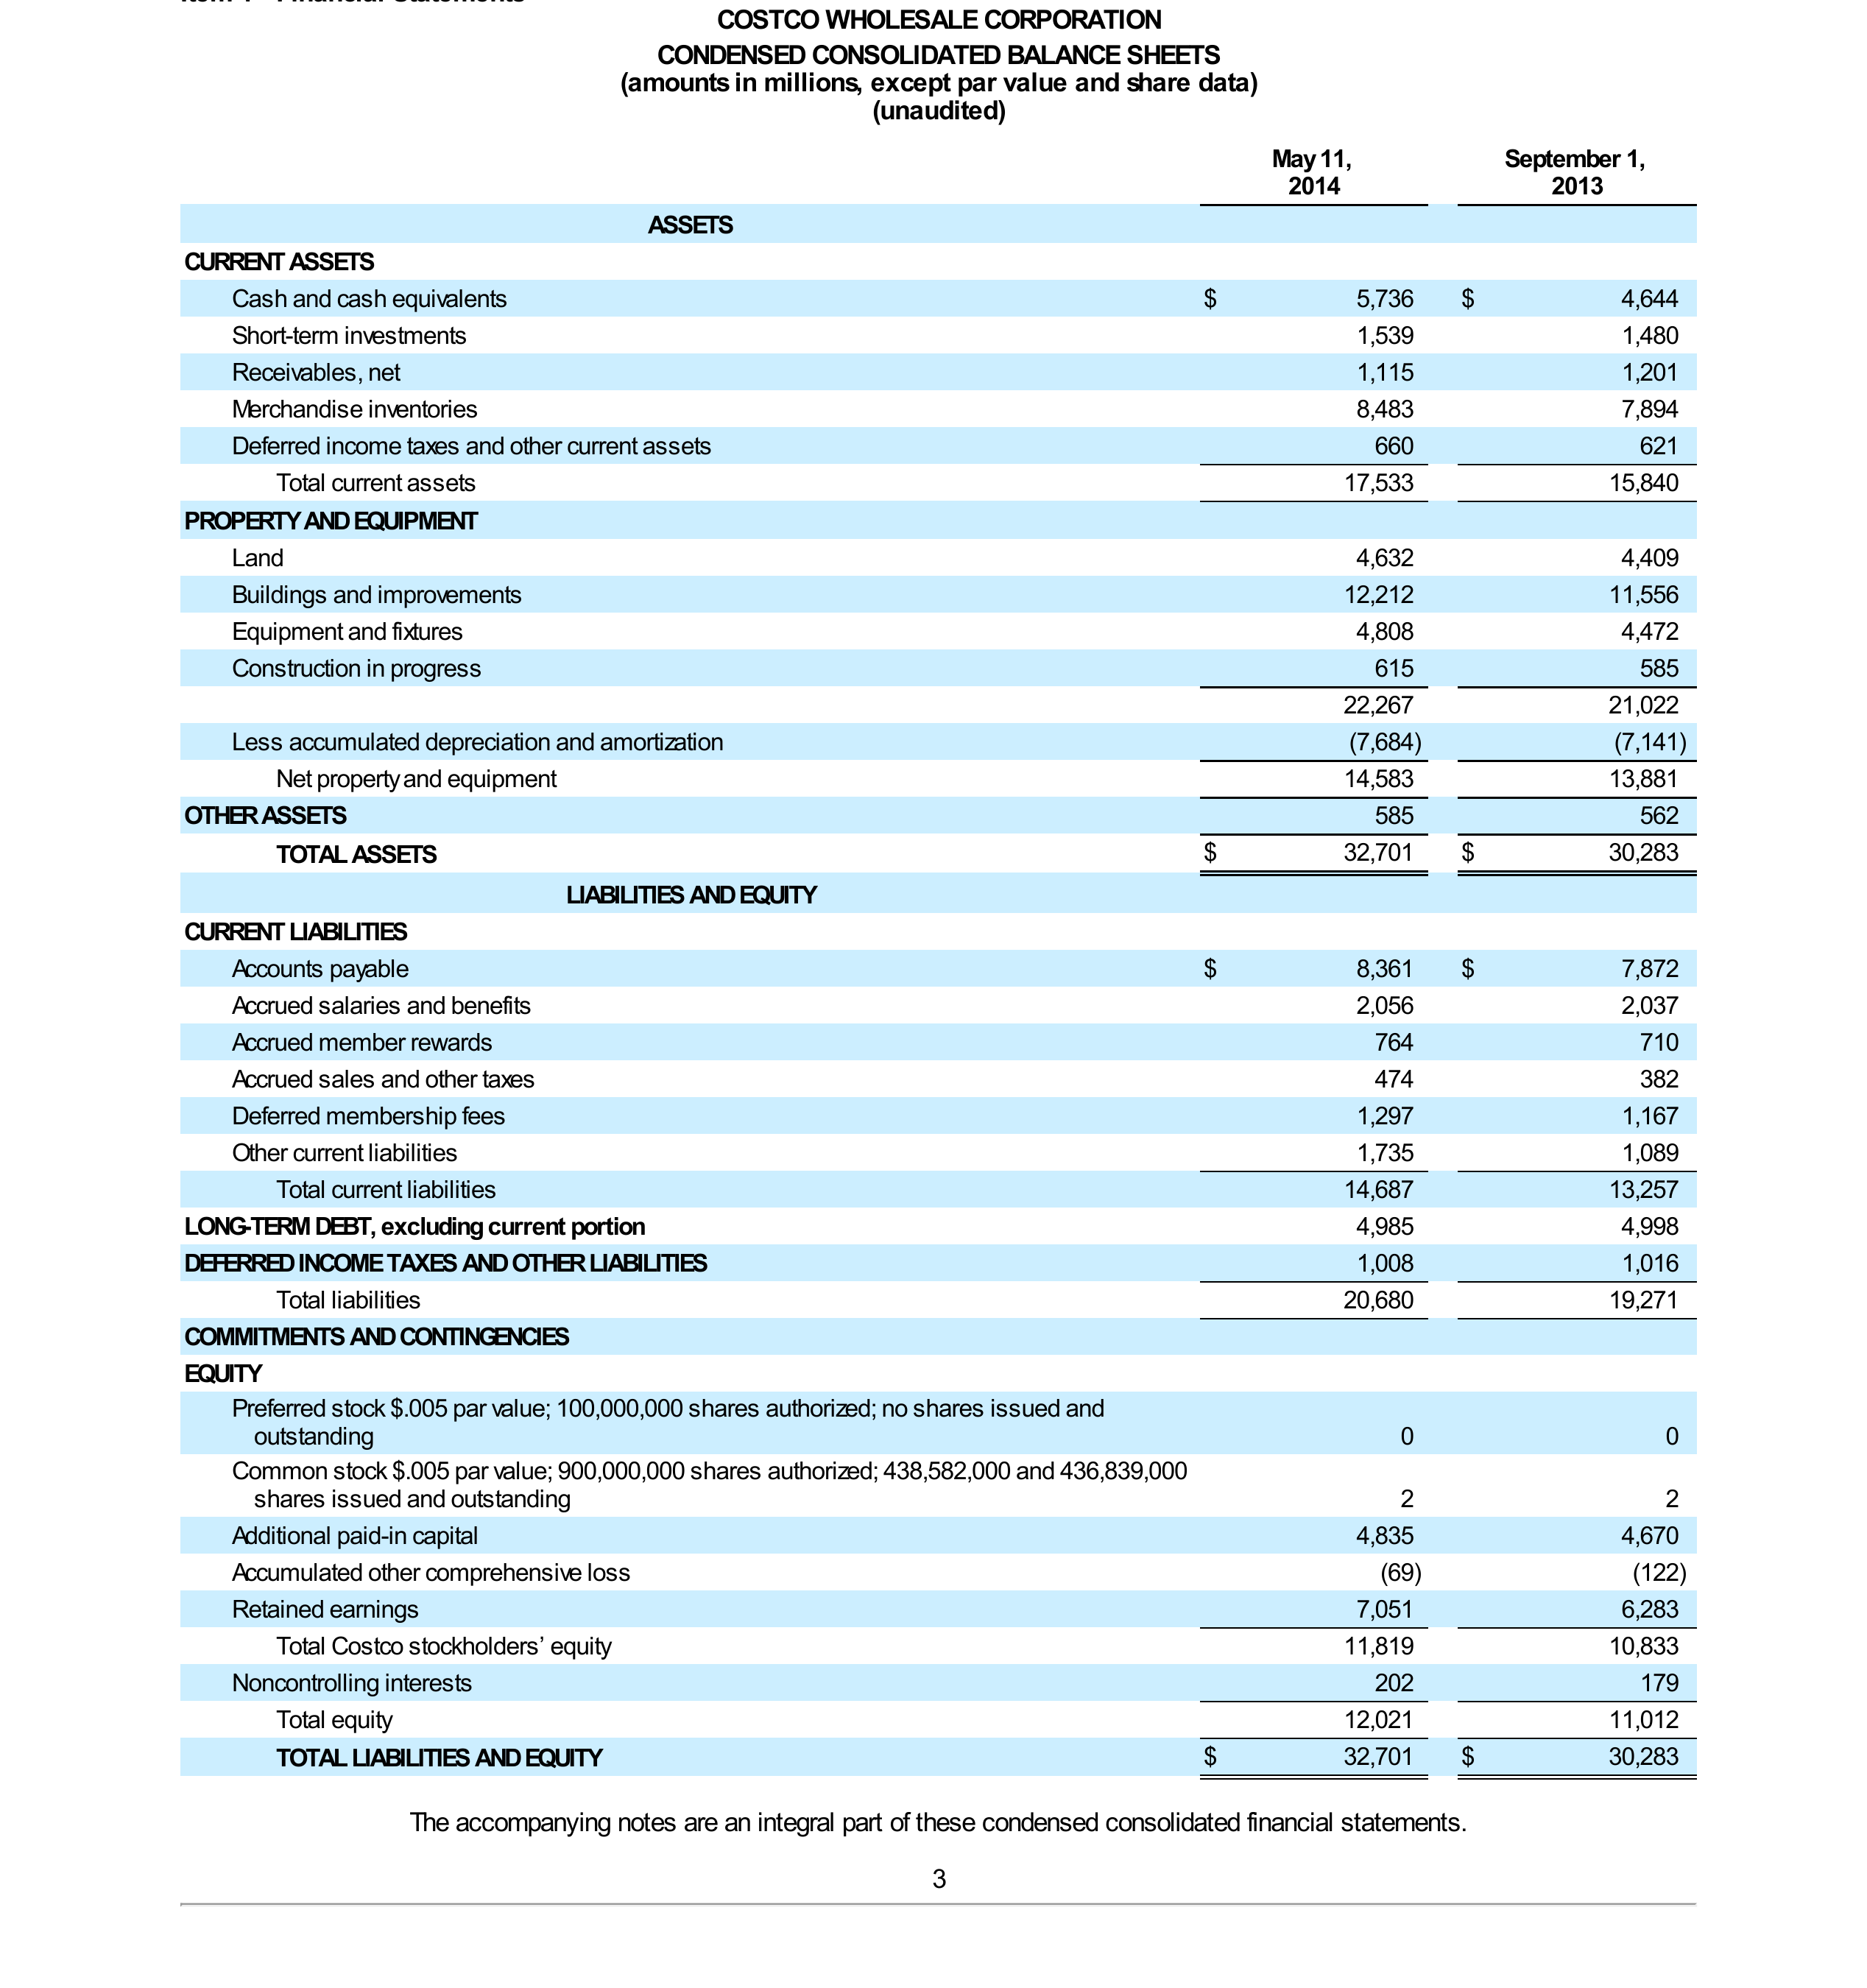 COSTCO WHOLESALE CORPORATION
CONDENSED CONSOLIDATED BALANCE SHEETS
(amounts in millions, except par value and share data)
(unaudited)
May 11, 2014 September 1, 2013
ASSETS
CURRENT ASSETS
Cash and cash equivalents $ 5,736 $ 4,644
Short-term investments 1,539 1,480
Receivables, net 1,115 1,201
Merchandise inventories 8,483 7,894
Deferred income taxes and other current assets 660 621
Total current assets 17,533 15,840
PROPERTY AND EQUIPMENT
Land 4,632 4,409
Buildings and improvements 12,212 11,556
Equipment and fixtures 4,808 4,472
Construction in progress 615 585
22,267 21,022
Less accumulated depreciation and amortization (7,684) (7,141)
Net property and equipment 14,583 13,881
OTHER ASSETS 585 562
TOTAL ASSETS $ 32,701 $ 30,283
LIABILITIES AND EQUITY
CURRENT LIABILITIES
Accounts payable $ 8,361 $ 7,872
Accrued salaries and benefits 2,056 2,037
Accrued member rewards 764 710
Accrued sales and other taxes 474 382
Deferred membership fees 1,297 1,167
Other current liabilities 1,735 1,089
Total current liabilities 14,687 13,257
LONG-TERM DEBT, excluding current portion 4,985 4,998
DEFERRED INCOME TAXES AND OTHER LIABILITIES 1,008 1,016
Total liabilities 20,680 19,271
COMMITMENTS AND CONTINGENCIES
EQUITY
Preferred stock $.005 par value; 100,000,000 shares authorized; no shares issued and
outstanding 0 0
Common stock $.005 par value; 900,000,000 shares authorized; 438,582,000 and 436,839,000
shares issued and outstanding 2 2
Additional paid-in capital 4,835 4,670
Accumulated other comprehensive loss (69) (122)
Retained earnings 7,051 6,283
Total Costco stockholders’ equity 11,819 10,833
Noncontrolling interests 202 179
Total equity 12,021 11,012
TOTAL LIABILITIES AND EQUITY $ 32,701 $ 30,283
The accompanying notes are an integral part of these condensed consolidated financial statements.
3